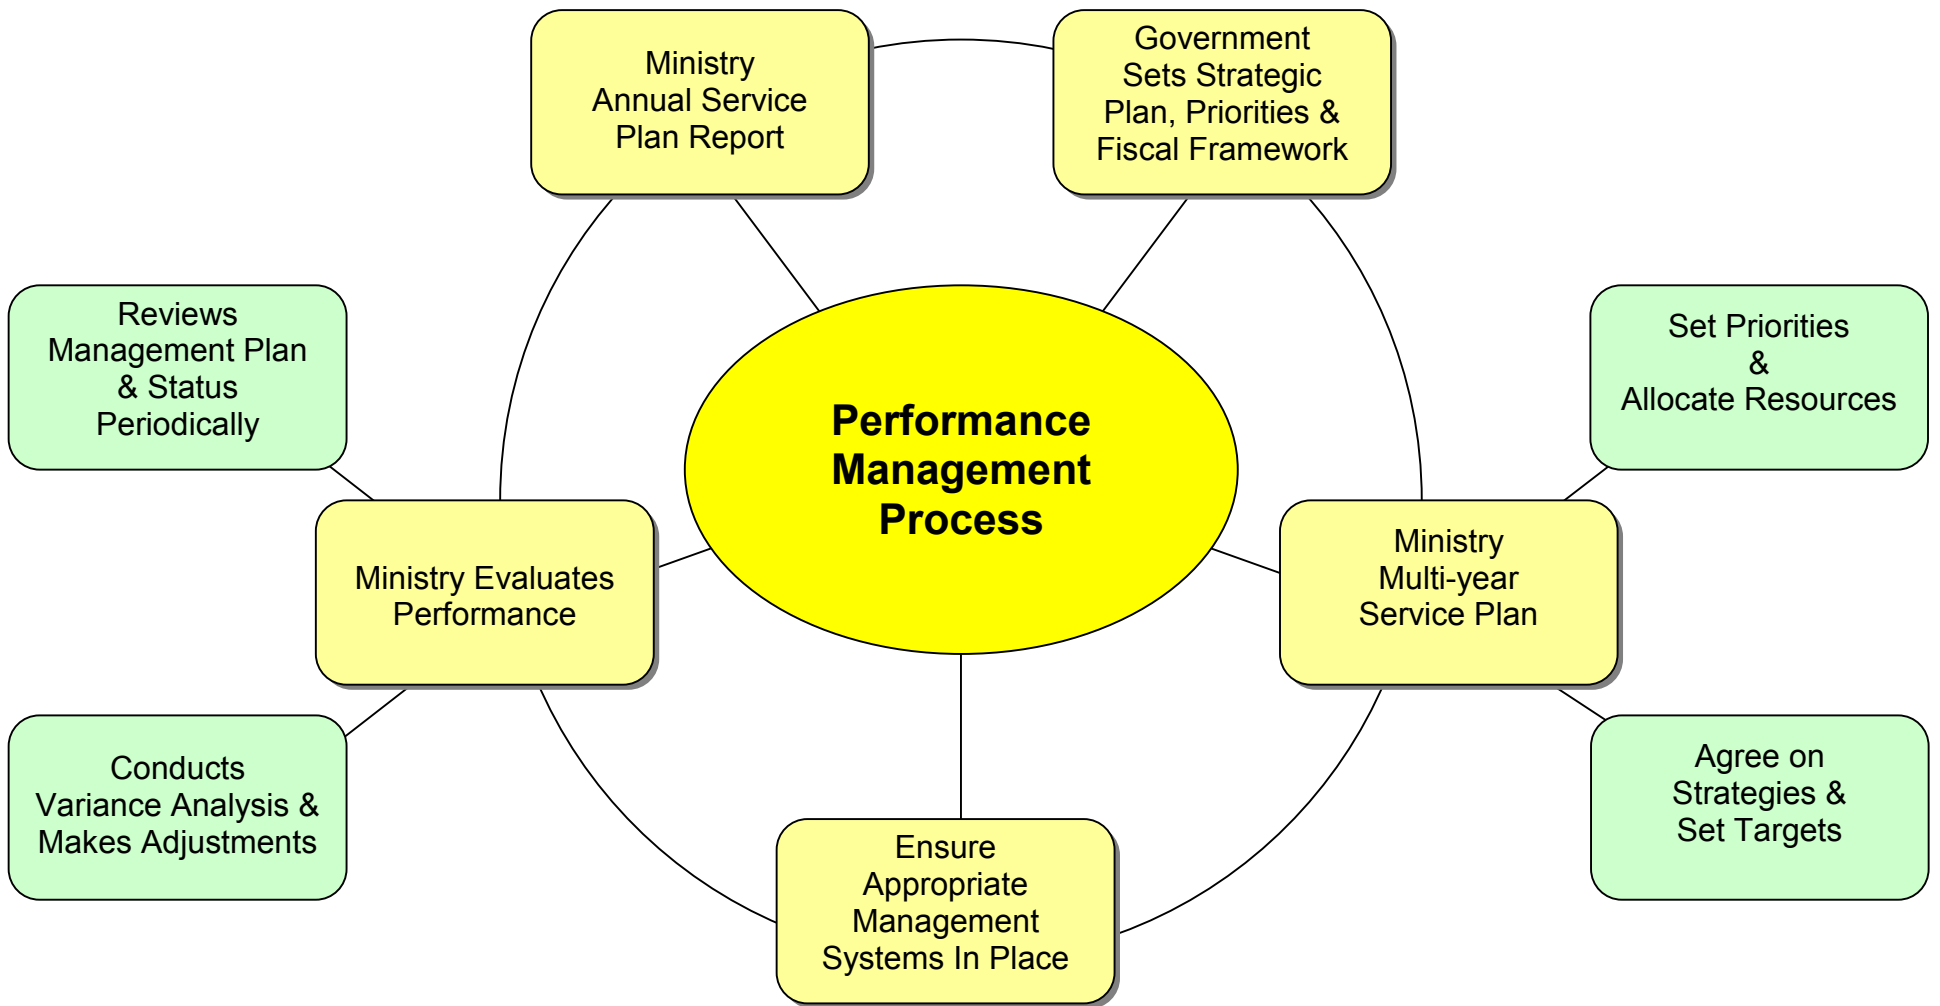 Ministry
Annual Service
Plan Report
Government
Sets Strategic
Plan, Priorities &
Fiscal Framework
Reviews
Management Plan
& Status
Periodically
Set Priorities
&
Allocate Resources
Performance
Management
Process
Ministry Evaluates
Performance
Ministry
Multi-year
Service Plan
Conducts
Variance Analysis &
Makes Adjustments
Agree on
Strategies &
Set Targets
Ensure
Appropriate
Management
Systems In Place